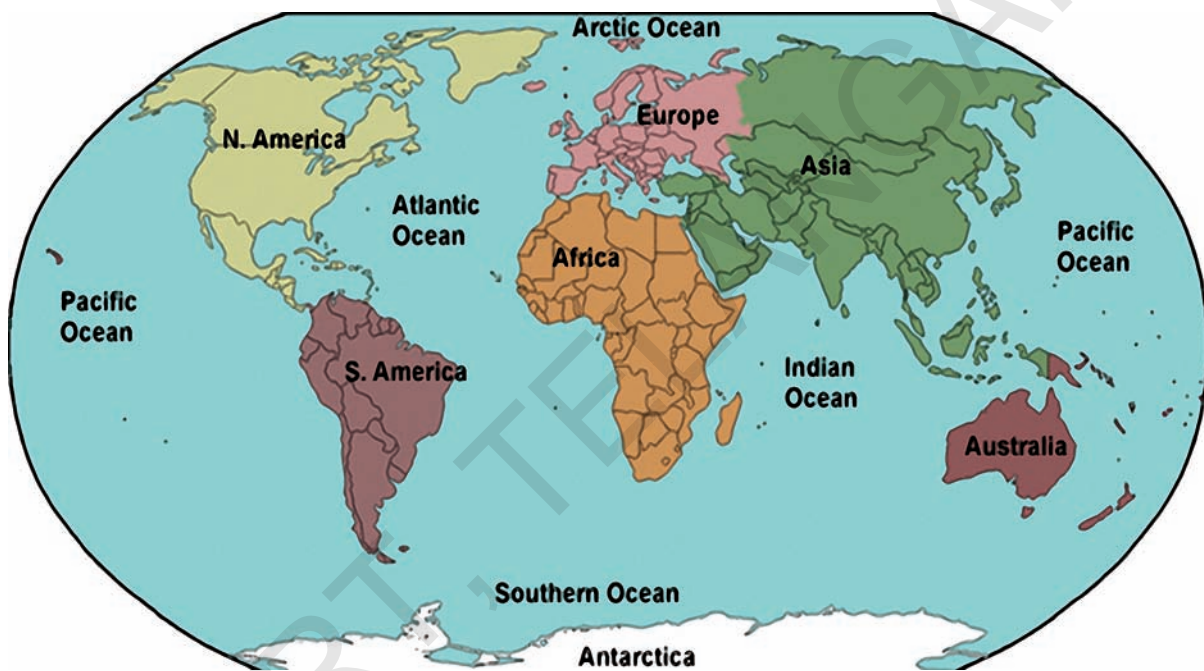 Arctic Ocean
N. America
Europe
Asia
Atlantic
Ocean
Africa
Pacific
Ocean
Pacific
Ocean
S. America
Indian
Ocean
Australia
Southern Ocean
Antarctica